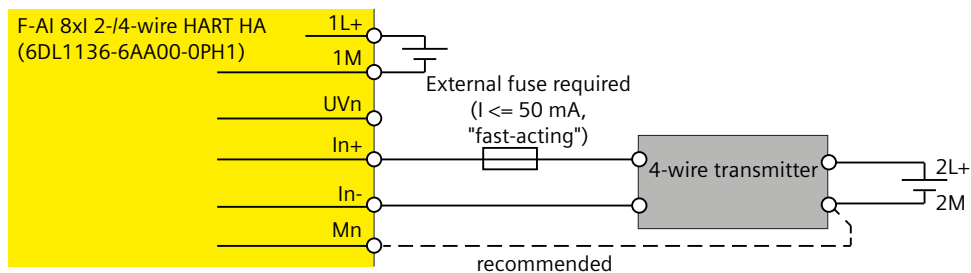 F-AI 8xI 2-/4-wire HART HA
(6DL1136-6AA00-0PH1)
1L+
1M
External fuse required
(I <= 50 mA,
"fast-acting")
UVn
In+
4-wire transmitter
2L+
In-
2M
Mn
recommended